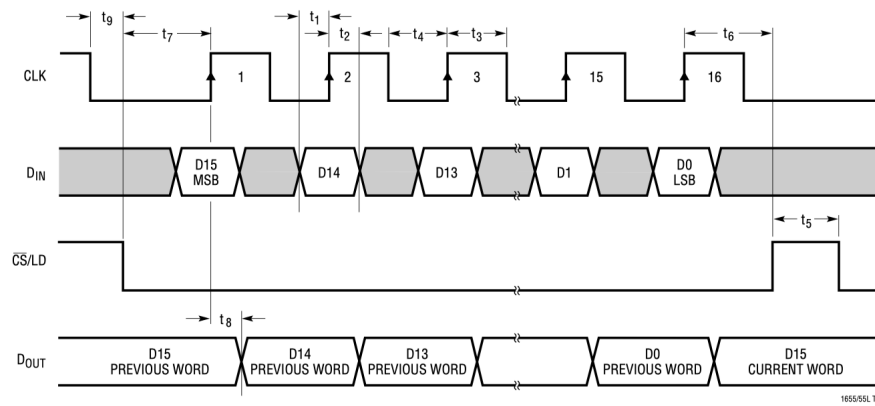 t9
t7
t1
t2
t4
t3
t6
CLK
1
2
3
15
16
DIN
D15
MSB
D14
D13
D1
D0
LSB
t5
CS/LD
t8
DOUT
D15
PREVIOUS WORD
D14
PREVIOUS WORD
D13
PREVIOUS WORD
D0
PREVIOUS WORD
D15
CURRENT WORD
1655/55L T